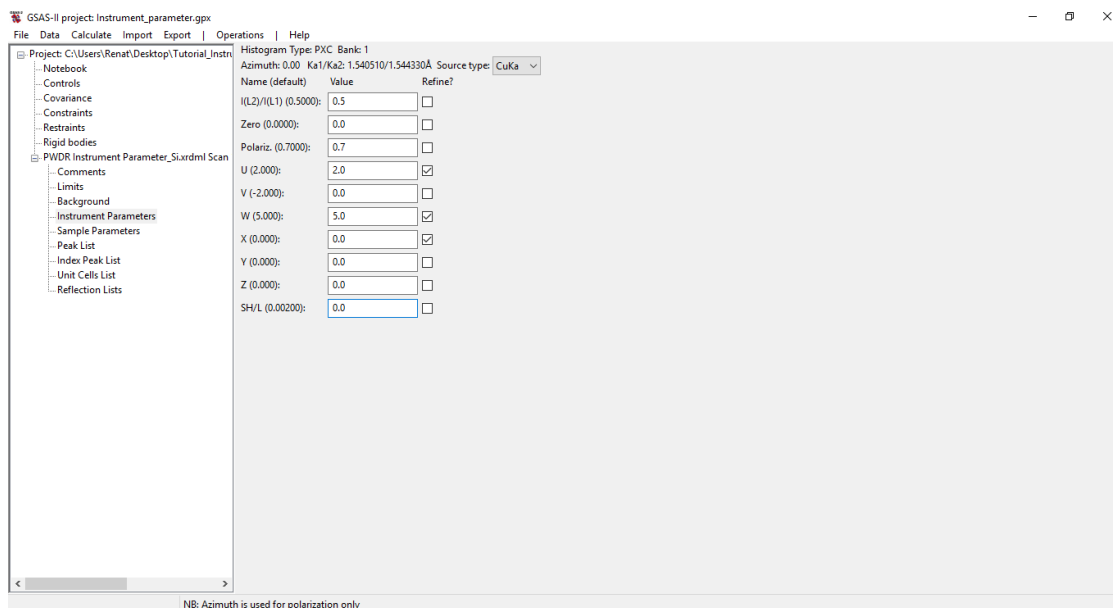 GSAS-II project: Instrument_parameter.gpx
File Data Calculate Import Export | Operations | Help
Project: C:\Users\Renat\Desktop\Tutorial_Instru
Notebook
Controls
Covariance
Constraints
Restraints
Rigid bodies
PWDR Instrument Parameter_Si.xrdml Scan
Comments
Limits
Background
Instrument Parameters
Sample Parameters
Peak List
Index Peak List
Unit Cells List
Reflection Lists
Histogram Type: PXC Bank: 1
Azimuth: 0.00 Ka1/Ka2: 1.540510/1.544330Å Source type: CuKa
Name (default) Value Refine?
I(L2)/I(L1) (0.5000): 0.5
Zero (0.0000): 0.0
Polariz. (0.7000): 0.7
U (2.000): 2.0
V (-2.000): 0.0
W (5.000): 5.0
X (0.000): 0.0
Y (0.000): 0.0
Z (0.000): 0.0
SH/L (0.00200): 0.0
NB: Azimuth is used for polarization only